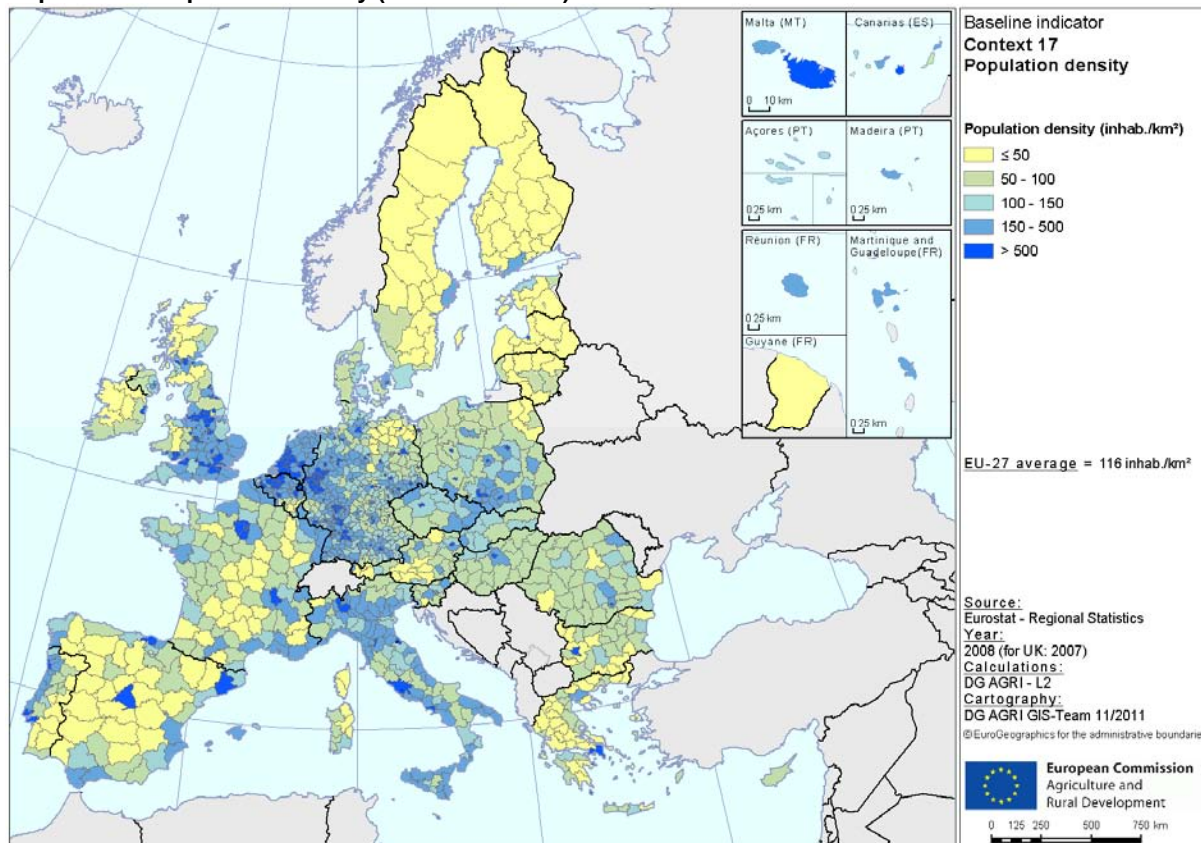 Malta (MT)
Canarias (ES)
0 10 km
Açores (PT)
Madeira (PT)
0 25 km
0 25 km
Réunion (FR)
Martinique and
Guadeloupe(FR)
0 25 km
Guyane (FR)
0 25 km
Baseline indicator
Context 17
Population density
Population density (inhab./km²)
≤ 50
50 - 100
100 - 150
150 - 500
> 500
EU-27 average = 116 inhab./km²
Source:
Eurostat - Regional Statistics
Year:
2008 (for UK: 2007)
Calculations:
DG AGRI - L2
Cartography:
DG AGRI GIS-Team 11/2011
©EuroGeographics for the administrative boundarie
European Commission
Agriculture and
Rural Development
0 125 250 500 750 km